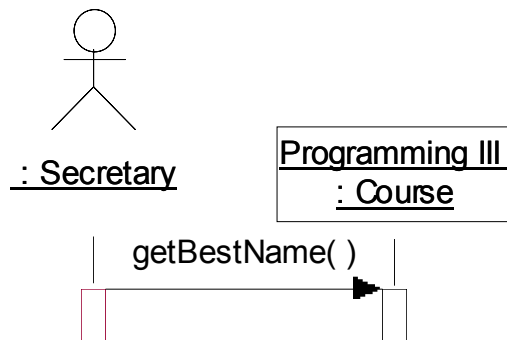 : Secretary
Programming III
: Course
getBestName( )